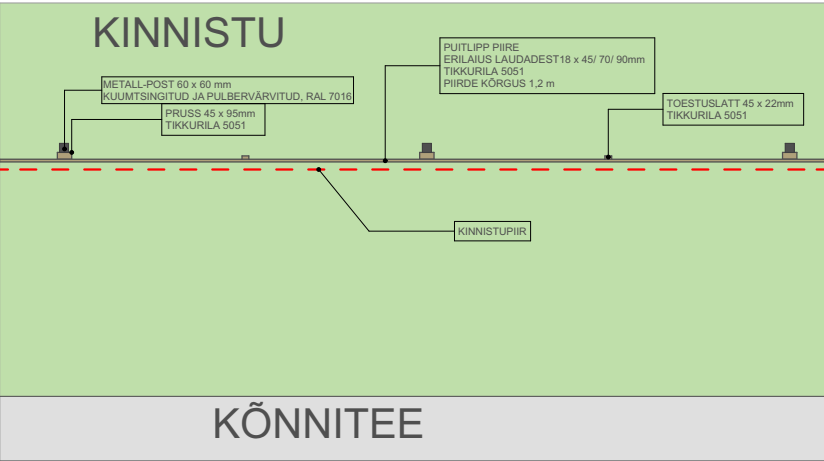 KINNISTU
PUITLIPP PIIRE
ERILAIUS LAUDADEST18 x 45/ 70/ 90mm
TIKKURILA 5051
PIIRDE KÕRGUS 1,2 m
METALL-POST 60 x 60 mm
KUUMTSINGITUD JA PULBERVÄRVITUD, RAL 7016
PRUSS 45 x 95mm
TIKKURILA 5051
TOESTUSLATT 45 x 22mm
TIKKURILA 5051
KINNISTUPIIR
KÕNNITEE